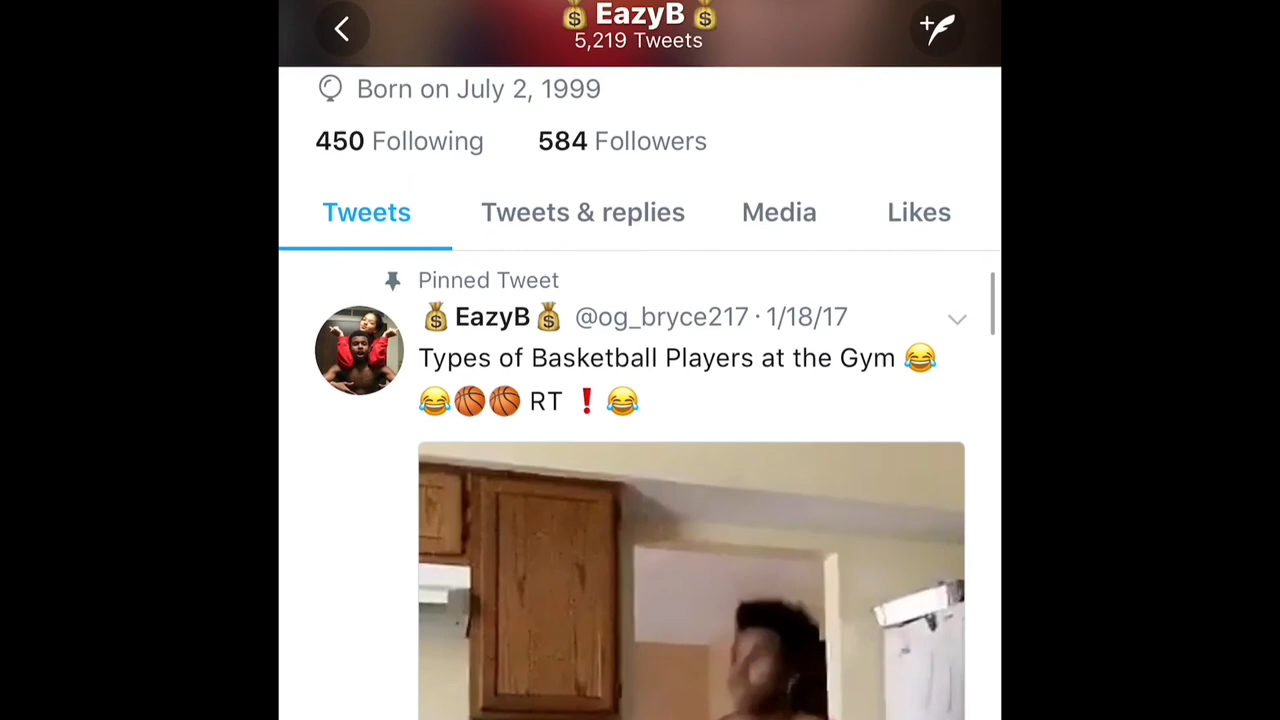 💰 EazyB 💰
5,219 Tweets
Born on July 2, 1999
450 Following 584 Followers
Tweets Tweets & replies Media Likes
Pinned Tweet
💰EazyB💰 @og_bryce217 · 1/18/17
Types of Basketball Players at the Gym 😂
😂🏀🏀 RT ❗😂